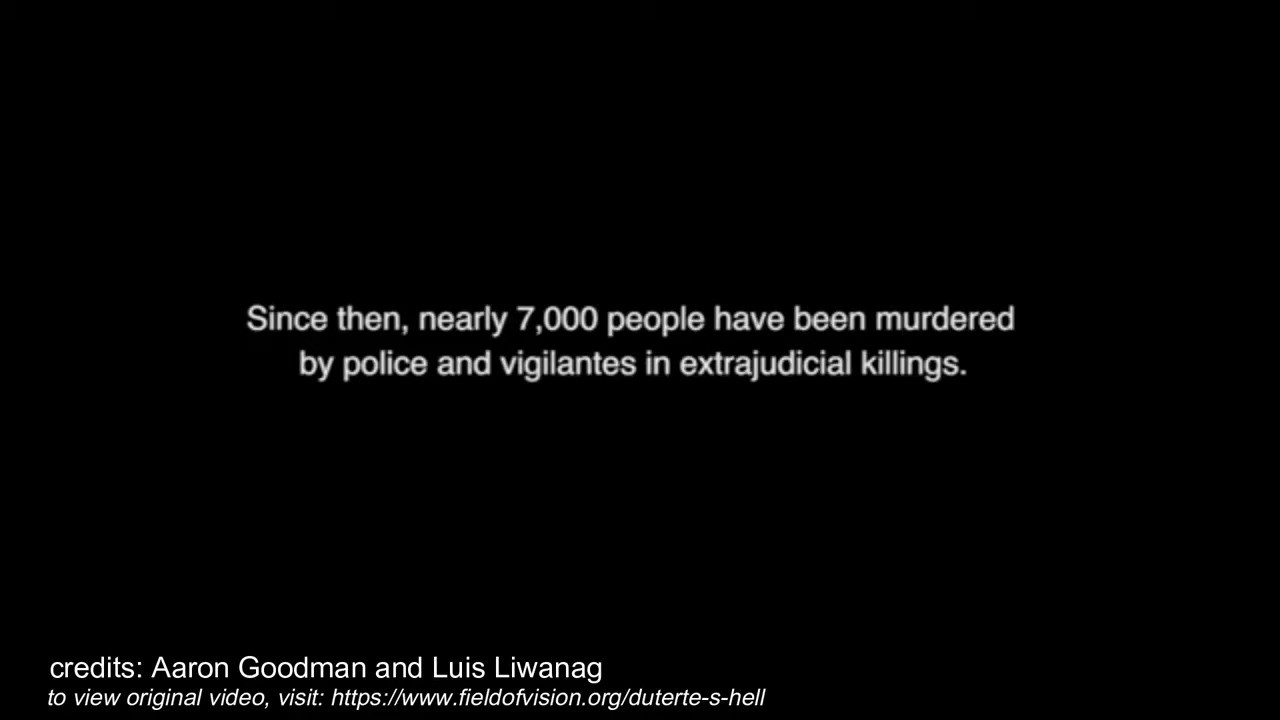 Since then, nearly 7,000 people have been murdered
by police and vigilantes in extrajudicial killings.
credits: Aaron Goodman and Luis Liwanag
to view original video, visit: https://www.fieldofvision.org/duterte-s-hell